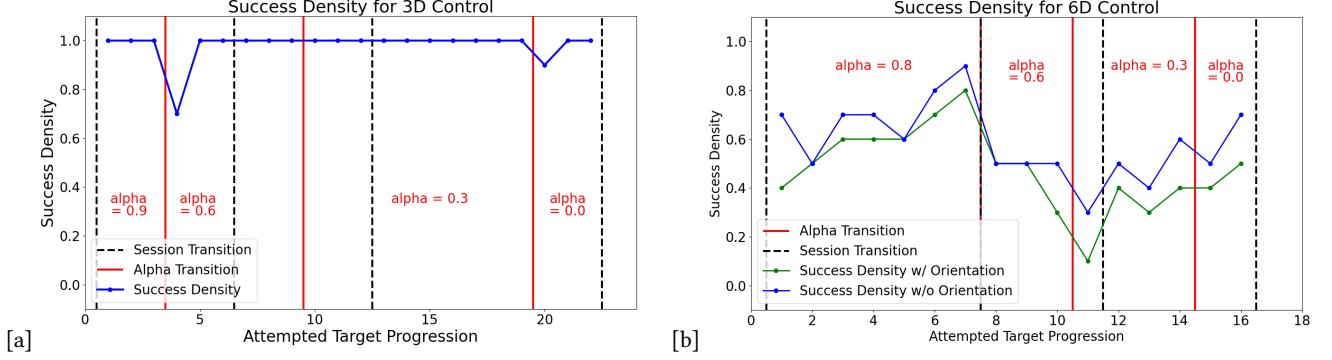 Success Density for 3D Control
Success Density
1.0
0.8
0.6
0.4
0.2
0.0
alpha
= 0.9
alpha
= 0.6
alpha = 0.3
alpha
= 0.0
Session Transition
Alpha Transition
Success Density
0
5
10
15
20
Attempted Target Progression
[a]
Success Density for 6D Control
Success Density
1.0
0.8
0.6
0.4
0.2
0.0
alpha = 0.8
alpha
= 0.6
alpha = 0.3
alpha
= 0.0
Alpha Transition
Session Transition
Success Density w/ Orientation
Success Density w/o Orientation
0
2
4
6
8
10
12
14
16
18
Attempted Target Progression
[b]